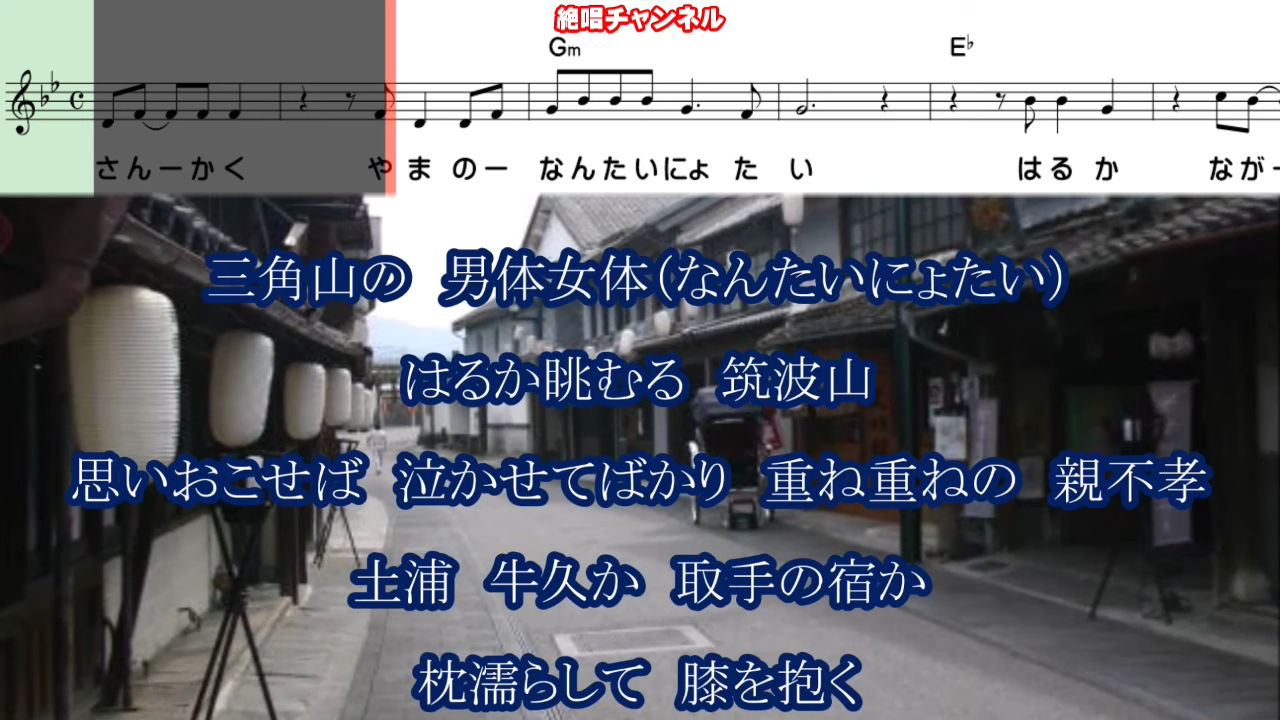 絶唱チャンネル
Gm E♭
さんーかく やまのー なんたいにょたい はるか ながー
三角山の 男体女体（なんたいにょたい）
はるか眺むる 筑波山
思いおこせば 泣かせてばかり 重ね重ねの 親不孝
土浦 牛久か 取手の宿か
枕濡らして 膝を抱く